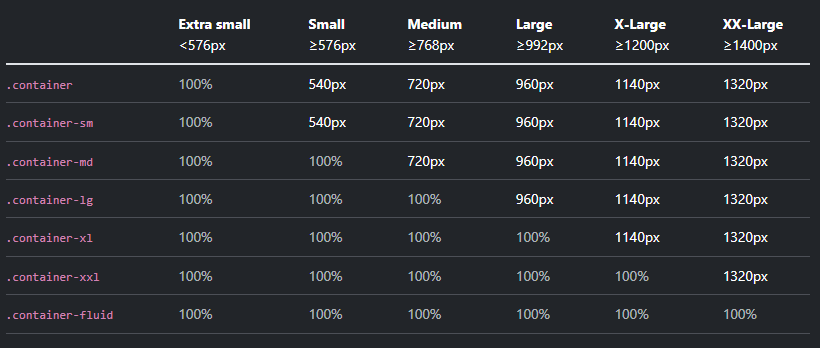 Extra small Small Medium Large X-Large XX-Large
<576px ≥576px ≥768px ≥992px ≥1200px ≥1400px
.container 100% 540px 720px 960px 1140px 1320px
.container-sm 100% 540px 720px 960px 1140px 1320px
.container-md 100% 100% 720px 960px 1140px 1320px
.container-lg 100% 100% 100% 960px 1140px 1320px
.container-xl 100% 100% 100% 100% 1140px 1320px
.container-xxl 100% 100% 100% 100% 100% 1320px
.container-fluid 100% 100% 100% 100% 100% 100%